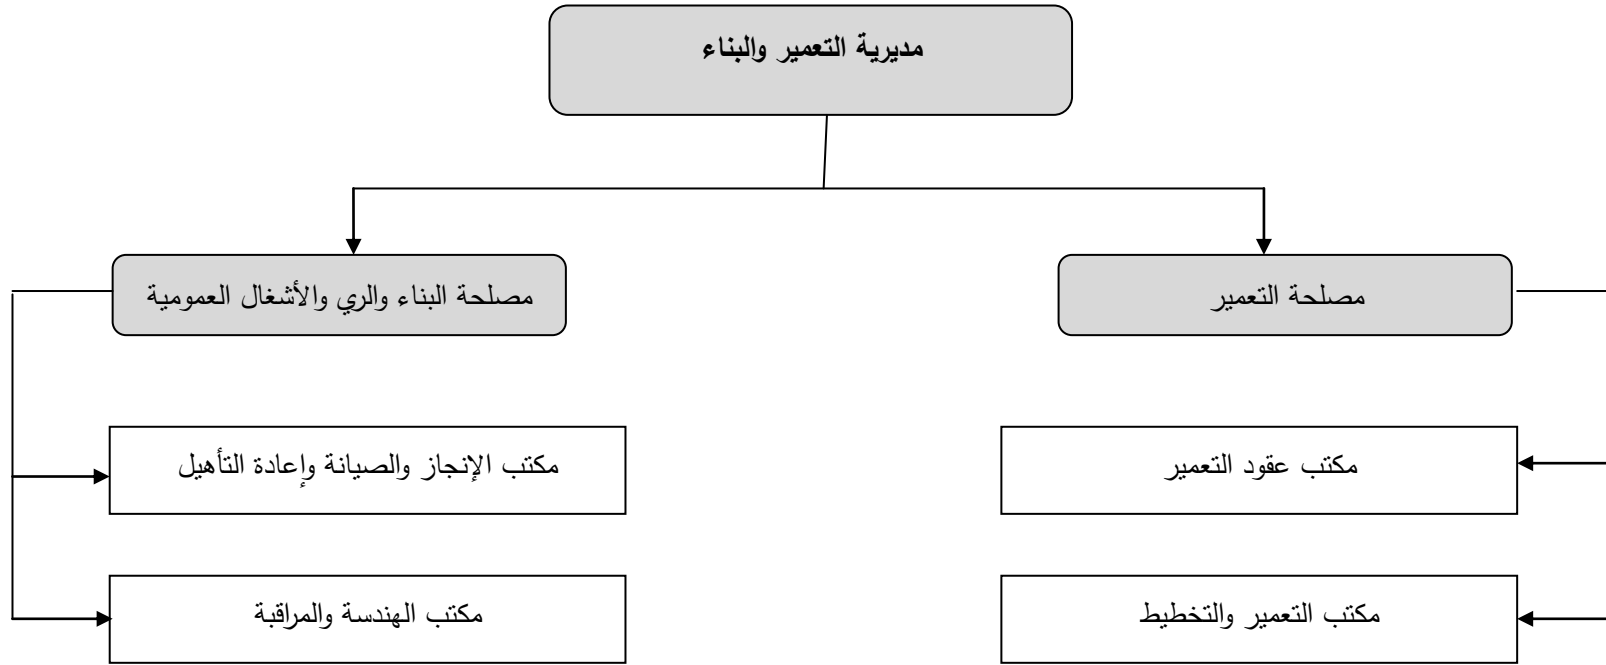 مديرية التعمير والبناء
مصلحة التعمير
مصلحة البناء والري والأشغال العمومية
مكتب عقود التعمير
مكتب الإنجاز والصيانة وإعادة التأهيل
مكتب التعمير والتخطيط
مكتب الهندسة والمراقبة